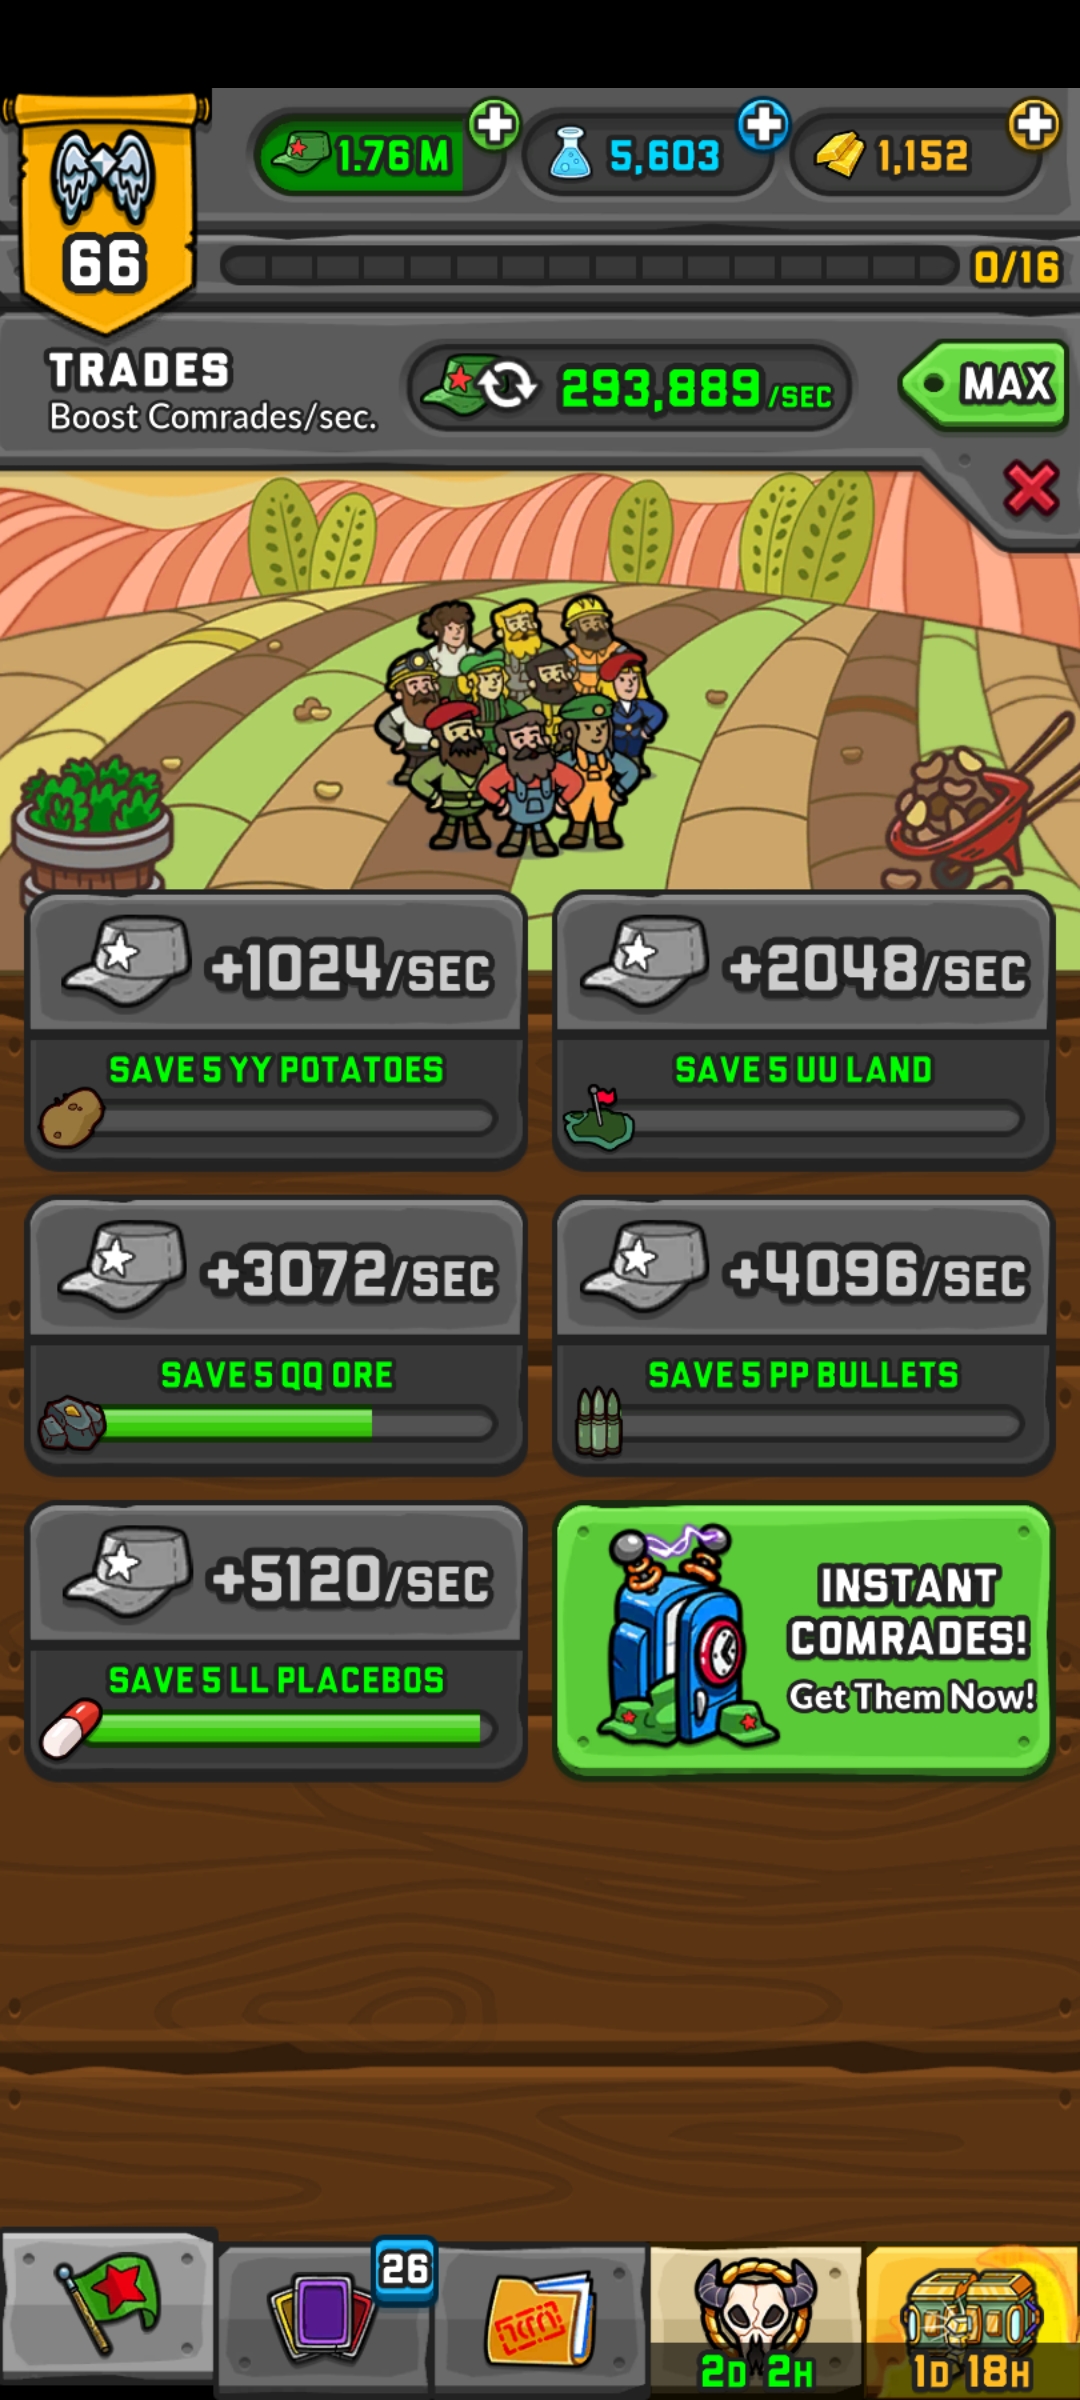 1.76 M
5,603
1,152
66
0/16
TRADES
Boost Comrades/sec.
293,889/SEC
MAX
+1024/SEC
+2048/SEC
SAVE 5 YY POTATOES
SAVE 5 UU LAND
+3072/SEC
+4096/SEC
SAVE 5 QQ ORE
SAVE 5 PP BULLETS
+5120/SEC
SAVE 5 LL PLACEBOS
INSTANT
COMRADES!
Get Them Now!
26
2D 2H
1D 18H